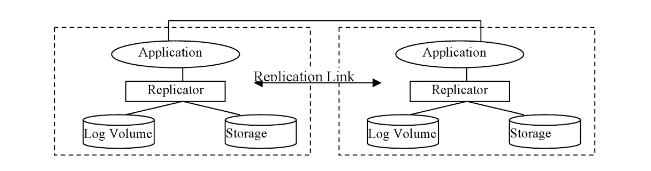 Application
Application
Replication Link
Replicator
Replicator
Log Volume
Storage
Log Volume
Storage